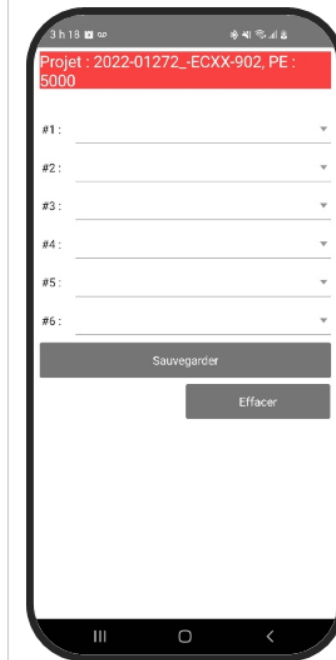 3 h 18
Projet : 2022-01272_-ECXX-902, PE :
5000
#1 :
#2 :
#3 :
#4 :
#5 :
#6 :
Sauvegarder
Effacer